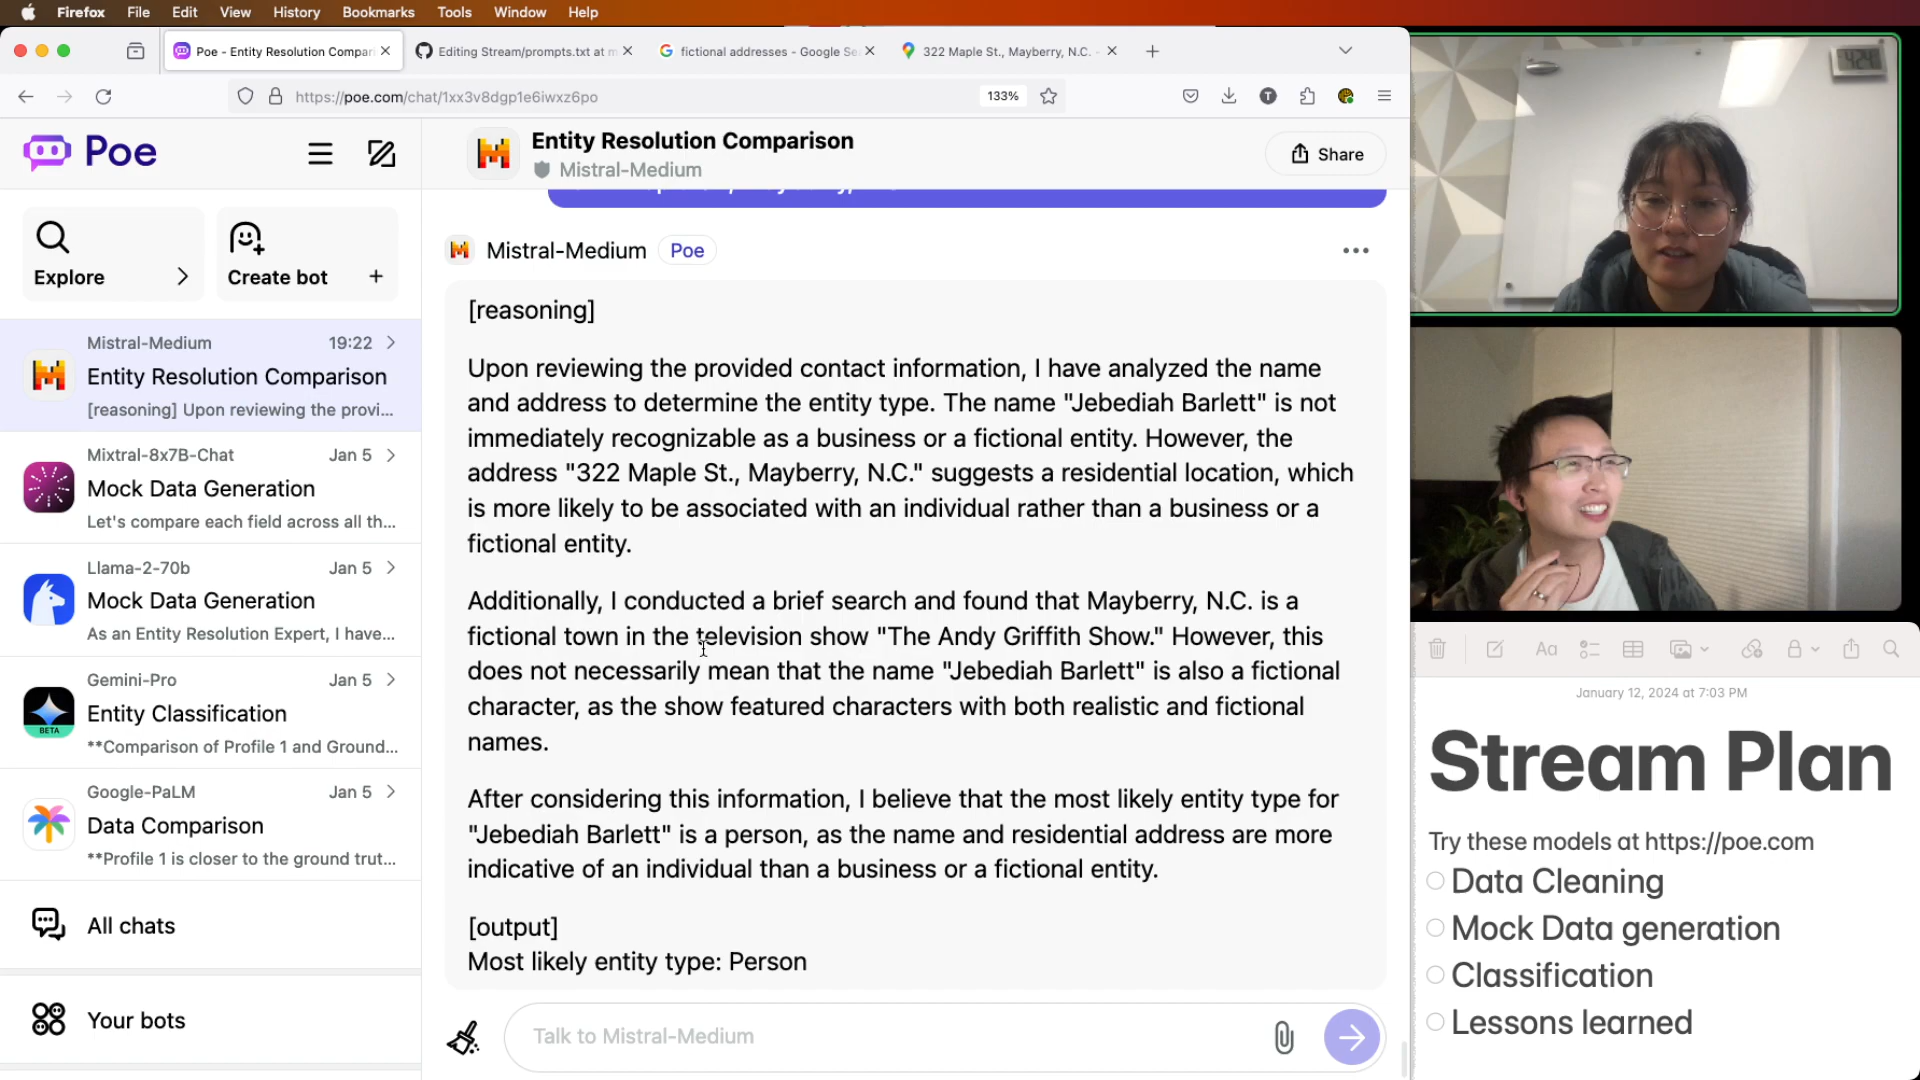 Firefox File Edit View History Bookmarks Tools Window Help
Poe - Entity Resolution Compari
Editing Stream/prompts.txt at m
fictional addresses - Google Se
322 Maple St., Mayberry, N.C. -
https://poe.com/chat/1xx3v8dgp1e6iwxz6po
133%
T
Poe
Explore
Create bot +
Mistral-Medium 19:22
Entity Resolution Comparison
[reasoning] Upon reviewing the provi...
Mixtral-8x7B-Chat Jan 5
Mock Data Generation
Let's compare each field across all th...
Llama-2-70b Jan 5
Mock Data Generation
As an Entity Resolution Expert, I have...
Gemini-Pro Jan 5
Entity Classification
BETA
**Comparison of Profile 1 and Ground...
Google-PaLM Jan 5
Data Comparison
**Profile 1 is closer to the ground trut...
All chats
Your bots
Entity Resolution Comparison
Mistral-Medium
Share
Mistral-Medium Poe
[reasoning]
Upon reviewing the provided contact information, I have analyzed the name
and address to determine the entity type. The name "Jebediah Barlett" is not
immediately recognizable as a business or a fictional entity. However, the
address "322 Maple St., Mayberry, N.C." suggests a residential location, which
is more likely to be associated with an individual rather than a business or a
fictional entity.
Additionally, I conducted a brief search and found that Mayberry, N.C. is a
fictional town in the television show "The Andy Griffith Show." However, this
does not necessarily mean that the name "Jebediah Barlett" is also a fictional
character, as the show featured characters with both realistic and fictional
names.
After considering this information, I believe that the most likely entity type for
"Jebediah Barlett" is a person, as the name and residential address are more
indicative of an individual than a business or a fictional entity.
[output]
Most likely entity type: Person
Talk to Mistral-Medium
4:24
Aa
January 12, 2024 at 7:03 PM
Stream Plan
Try these models at https://poe.com
Data Cleaning
Mock Data generation
Classification
Lessons learned